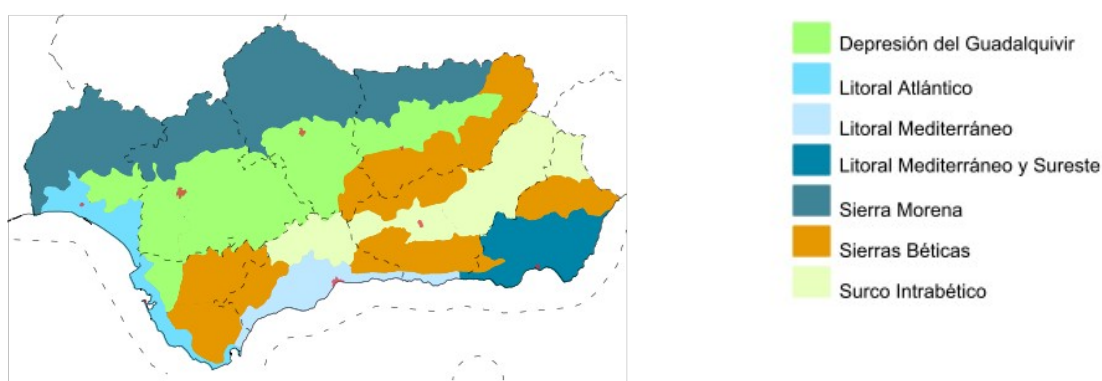 Depresión del Guadalquivir
Litoral Atlántico
Litoral Mediterráneo
Litoral Mediterráneo y Sureste
Sierra Morena
Sierras Béticas
Surco Intrabético